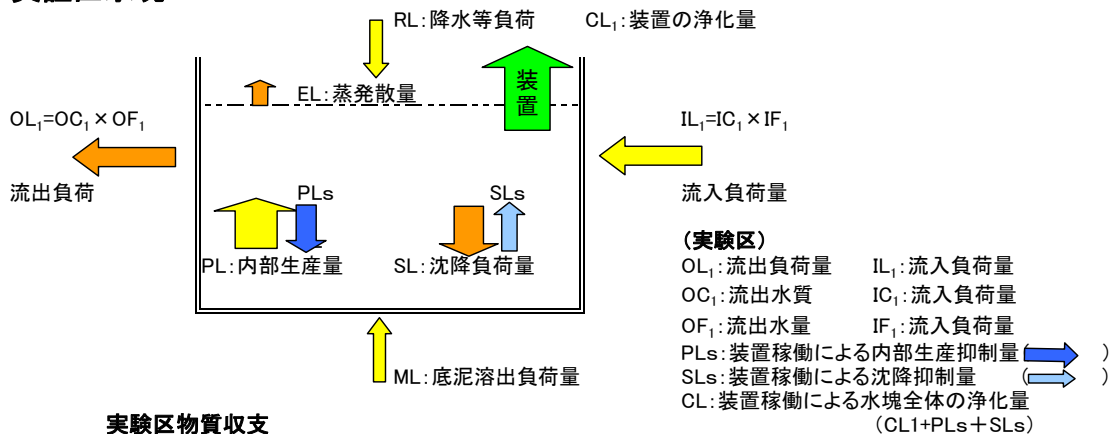 RL:降水等負荷 CL₁:装置の浄化量
装置
EL:蒸発散量
OL₁=OC₁×OF₁ IL₁=IC₁×IF₁
流出負荷 PLs SLs 流入負荷量
(実験区)
PL:内部生産量 SL:沈降負荷量 OL₁:流出負荷量 IL₁:流入負荷量
OC₁:流出水質 IC₁:流入負荷量
OF₁:流出水量 IF₁:流入負荷量
PLs:装置稼働による内部生産抑制量( )
ML:底泥溶出負荷量 SLs:装置稼働による沈降抑制量 ( )
CL:装置稼働による水塊全体の浄化量
実験区物質収支 (CL1+PLs+SLs)